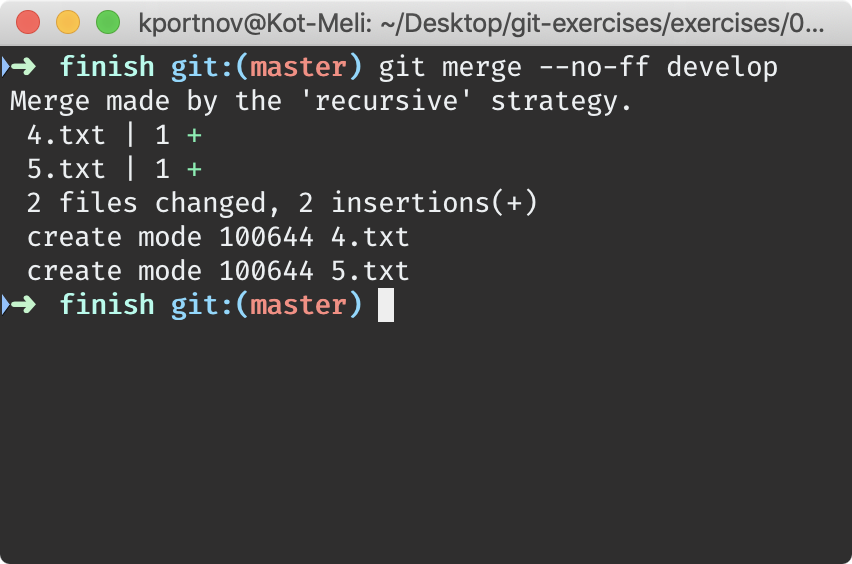 kportnov@Kot-Meli: ~/Desktop/git-exercises/exercises/0...
➜ finish git:(master) git merge --no-ff develop
Merge made by the 'recursive' strategy.
4.txt | 1 +
5.txt | 1 +
2 files changed, 2 insertions(+)
create mode 100644 4.txt
create mode 100644 5.txt
➜ finish git:(master)